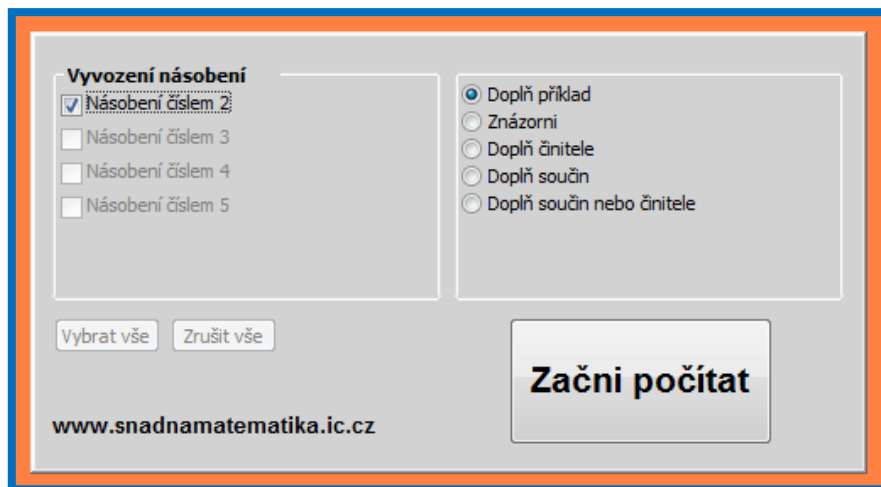 Vyvození násobení
Násobení číslem 2
Násobení číslem 3
Násobení číslem 4
Násobení číslem 5
Doplň příklad
Znázorni
Doplň činitele
Doplň součin
Doplň součin nebo činitele
Vybrat vše
Zrušit vše
Začni počítat
www.snadnamatematika.ic.cz